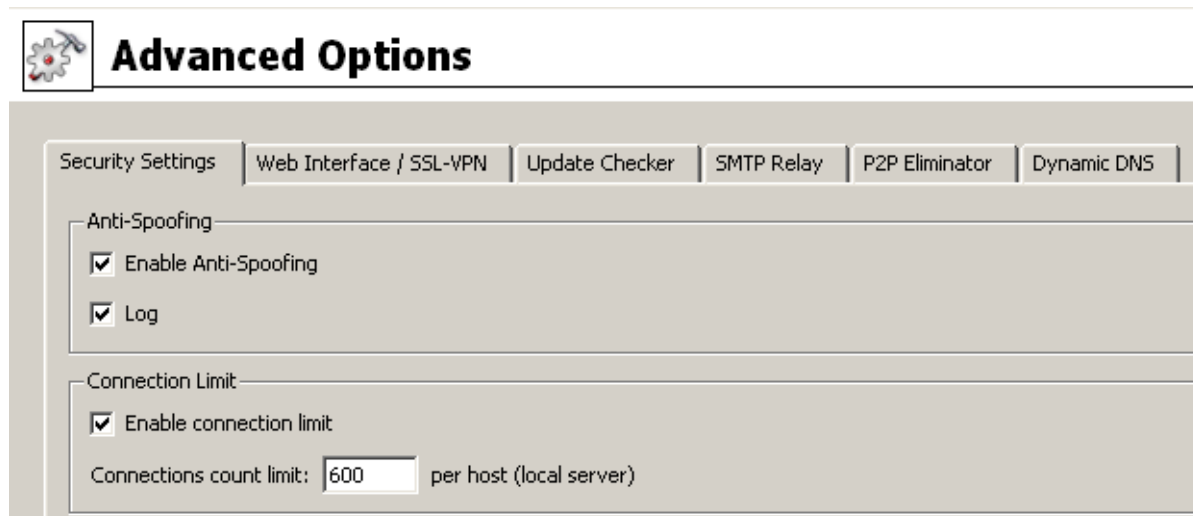 Advanced Options
Security Settings Web Interface / SSL-VPN Update Checker SMTP Relay P2P Eliminator Dynamic DNS
Anti-Spoofing
Enable Anti-Spoofing
Log
Connection Limit
Enable connection limit
Connections count limit: 600 per host (local server)